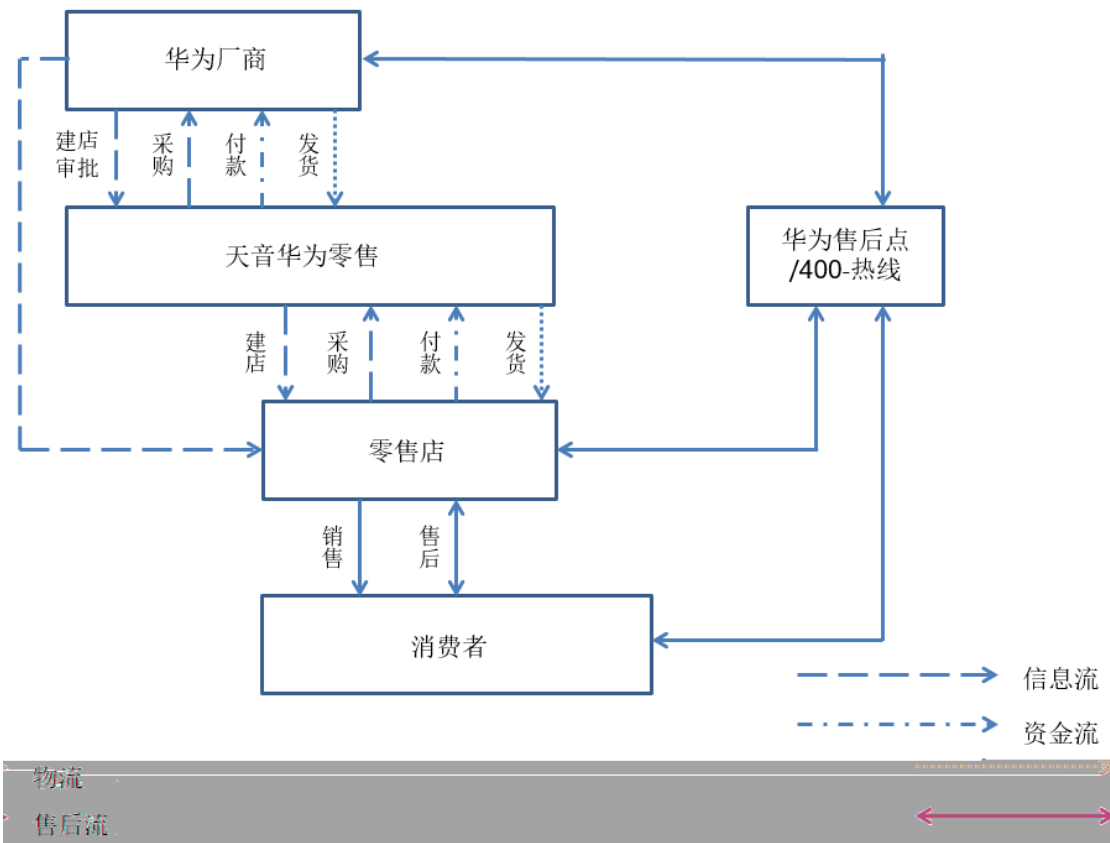 华为厂商
建店
审批
采购
付款
发货
天音华为零售
华为售后点
/400-热线
建店
采购
付款
发货
零售店
销售
售后
消费者
信息流
资金流
物流
售后流